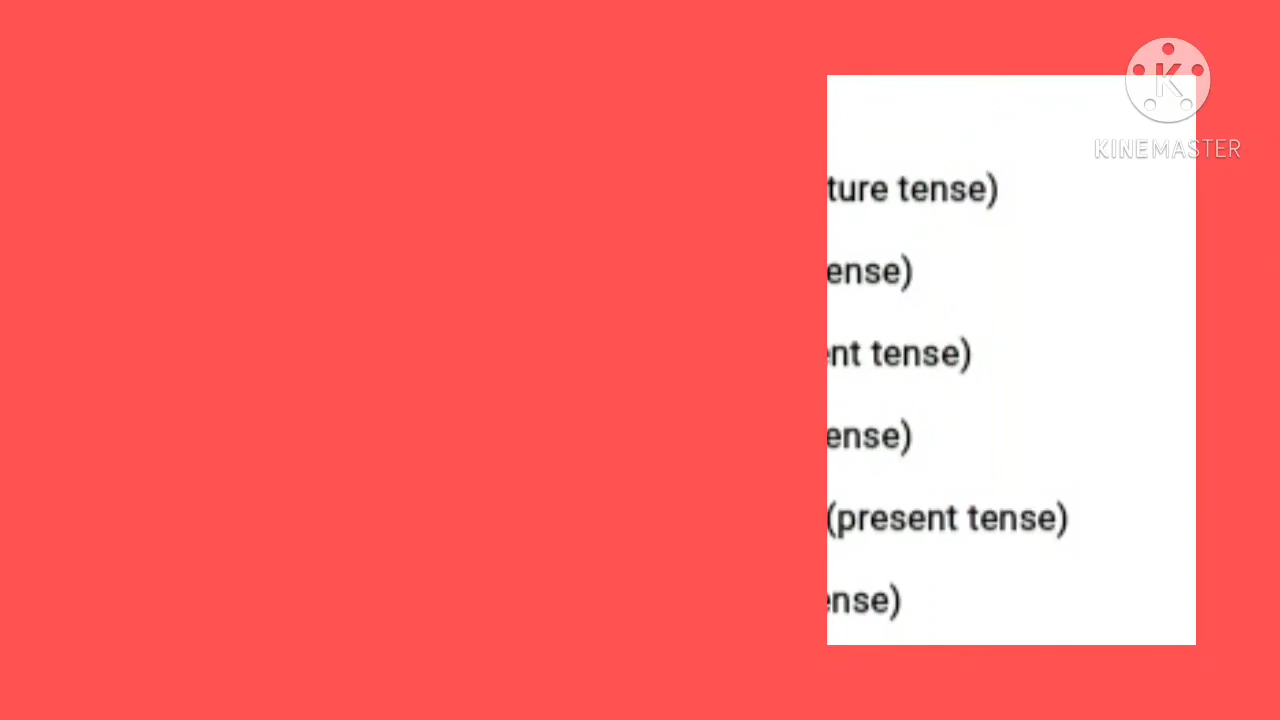 K
KINEMASTER
ture tense)
ense)
nt tense)
ense)
(present tense)
nse)